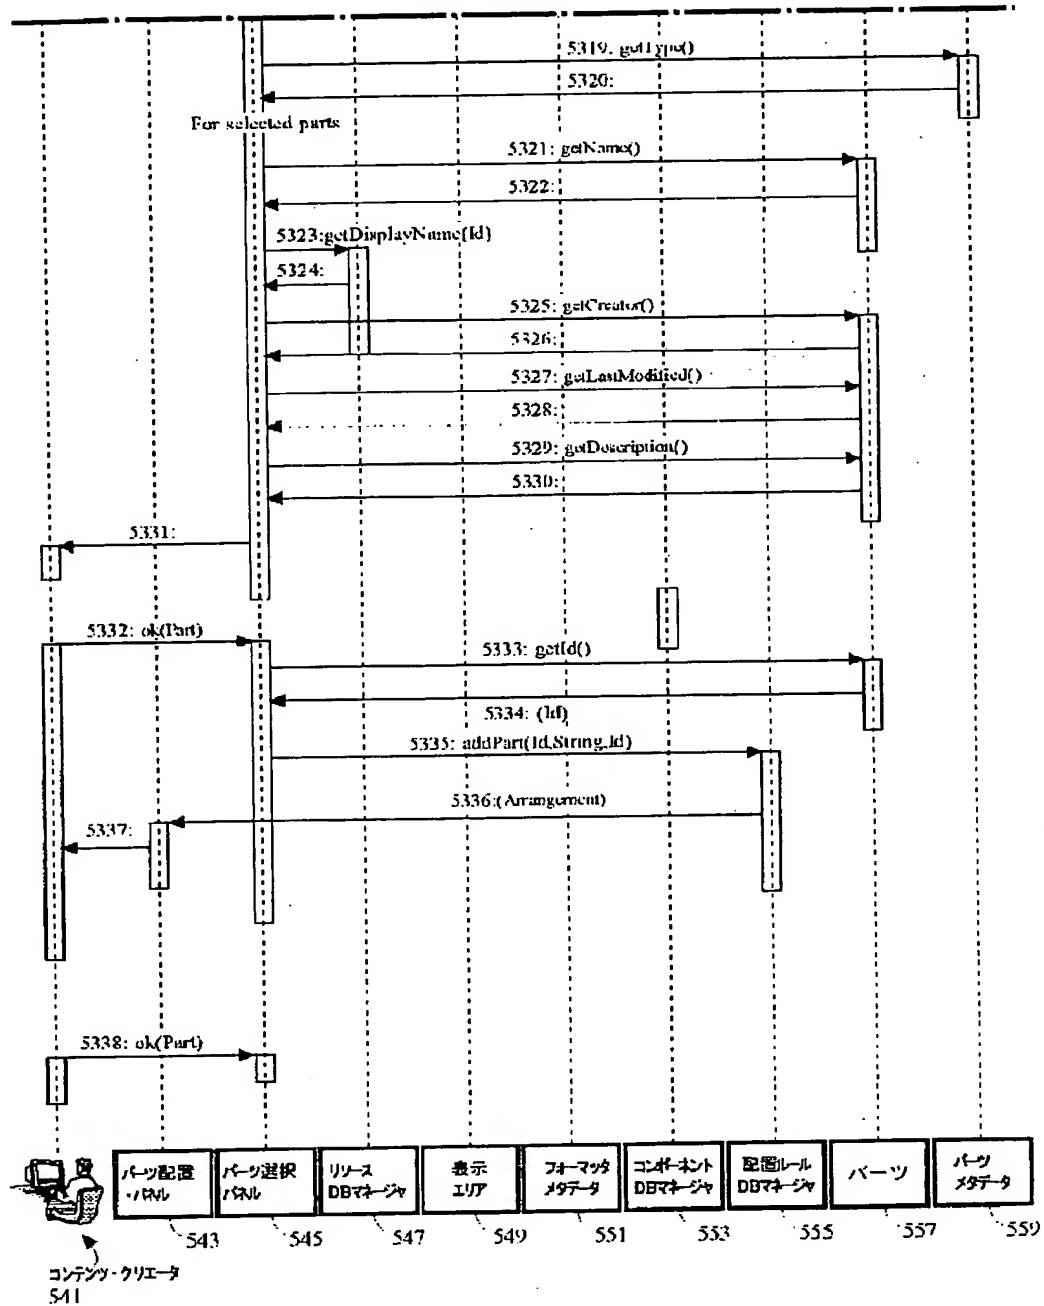 5319: getType()
5320:
For selected parts
5321: getName()
5322:
5323:getDisplayName(Id)
5324:
5325: getCreator()
5326:
5327: getLastModified()
5328:
5329: getDescription()
5330:
5331:
5332: ok(Part)
5333: getId()
5334: (Id)
5335: addPart(Id,String,Id)
5336:(Arrangement)
5337:
5338: ok(Part)
パーツ配置
・パネル
パーツ選択
パネル
リソース
DBマネージャ
表示
エリア
フォーマッタ
メタデータ
コンポーネント
DBマネージャ
配置ルール
DBマネージャ
パーツ
パーツ
メタデータ
543
545
547
549
551
553
555
557
559
コンテンツ・クリエータ
541